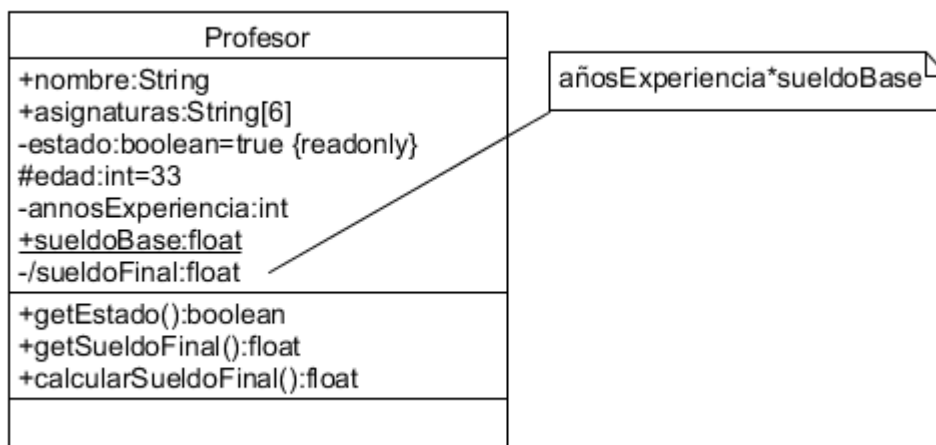 Profesor
+nombre:String
+asignaturas:String[6]
-estado:boolean=true {readonly}
#edad:int=33
-annosExperiencia:int
+sueldoBase:float
-/sueldoFinal:float
+getEstado():boolean
+getSueldoFinal():float
+calcularSueldoFinal():float
añosExperiencia*sueldoBase